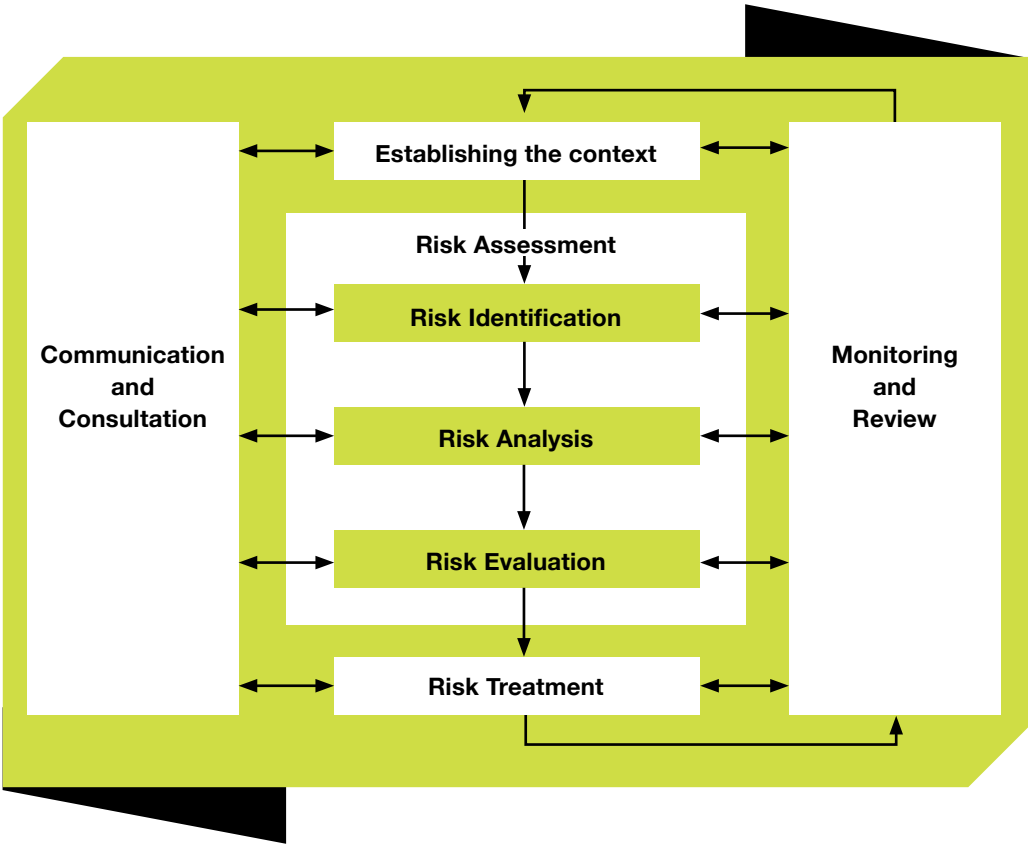 Establishing the context
Risk Assessment
Risk Identification
Communication
and
Consultation
Monitoring
and
Review
Risk Analysis
Risk Evaluation
Risk Treatment